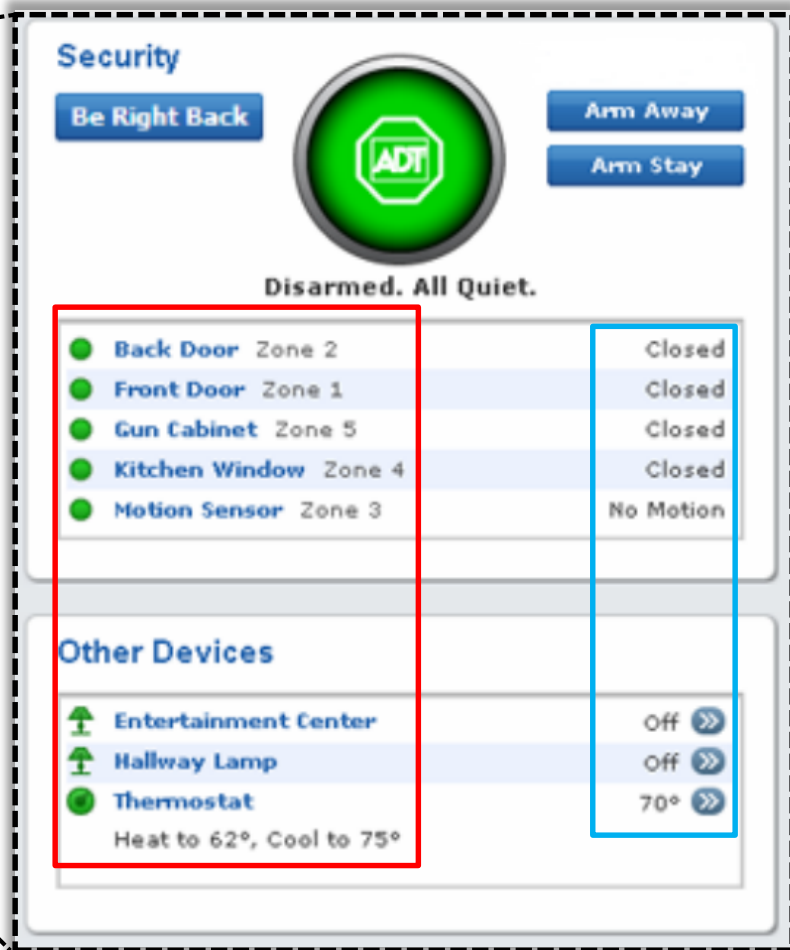 Security
Be Right Back
ADT
Arm Away
Arm Stay
Disarmed. All Quiet.
Back Door Zone 2 Closed
Front Door Zone 1 Closed
Gun Cabinet Zone 5 Closed
Kitchen Window Zone 4 Closed
Motion Sensor Zone 3 No Motion
Other Devices
Entertainment Center Off
Hallway Lamp Off
Thermostat 70°
Heat to 62°, Cool to 75°